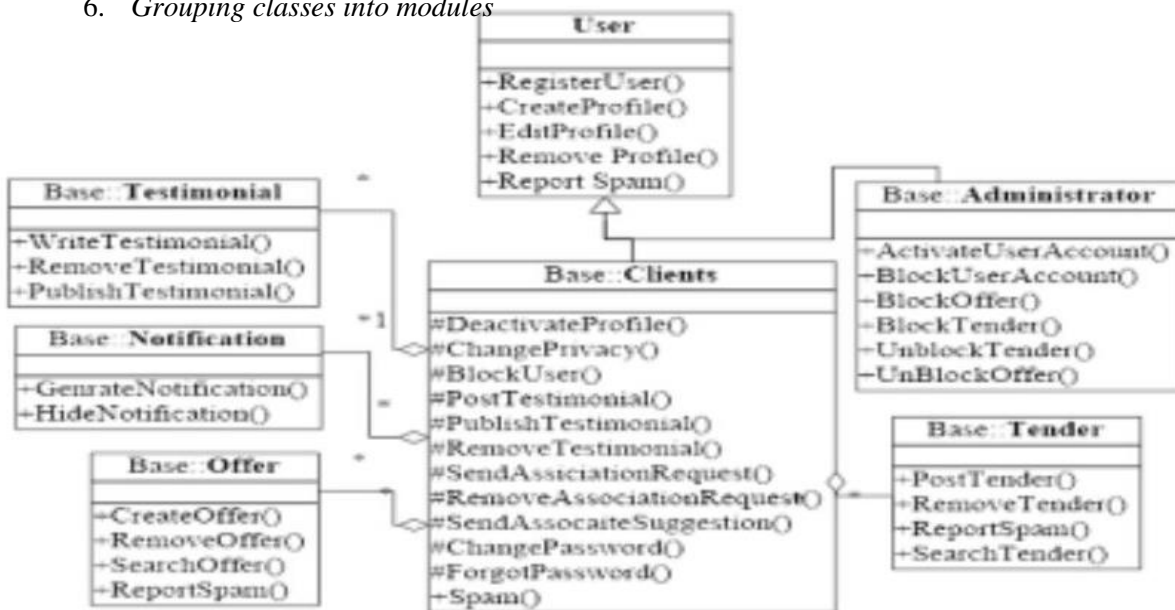 6. Grouping classes into modules
User
+RegisterUser()
+CreateProfile()
+EditProfile()
+Remove Profile()
+Report Spam()
Base::Testimonial
+WriteTestimonial()
+RemoveTestimonial()
+PublishTestimonial()
*
Base::Administrator
+ActivateUserAccount()
+BlockUserAccount()
+BlockOffer()
+BlockTender()
+UnblockTender()
+UnBlockOffer()
Base::Clients
#DeactivateProfile()
#ChangePrivacy()
#BlockUser()
#PostTestimonial()
#PublishTestimonial()
#RemoveTestimonial()
#SendAssiciationRequest()
#RemoveAssociationRequest()
#SendAssocaiteSuggestion()
#ChangePassword()
#ForgotPassword()
+Spam()
*1
Base::Notification
+GenrateNotification()
+HideNotification()
*
*
Base::Offer
+CreateOffer()
+RemoveOffer()
+SearchOffer()
+ReportSpam()
*
Base::Tender
+PostTender()
+RemoveTender()
+ReportSpam()
+SearchTender()
*